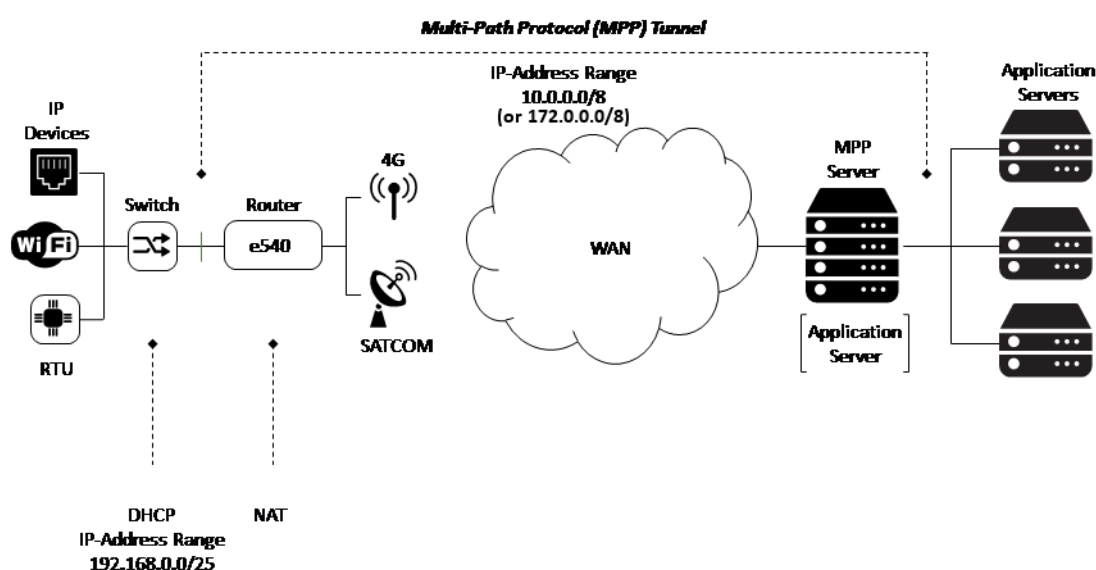 Multi-Path Protocol (MPP) Tunnel
IP-Address Range
10.0.0.0/8
(or 172.0.0.0/8)
Application
Servers
IP
Devices
4G
MPP
Server
Switch
Router
Wi Fi
e540
WAN
SATCOM
Application
Server
RTU
DHCP
IP-Address Range
192.168.0.0/25
NAT